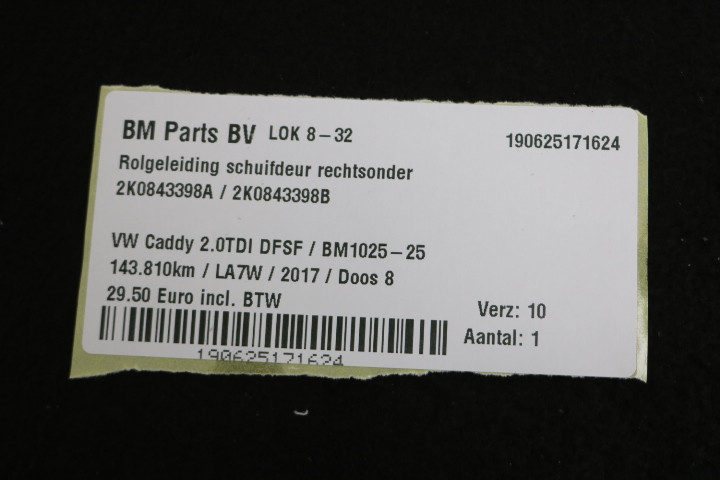 BM Parts BV LOK 8-32
190625171624
Rolgeleiding schuifdeur rechtsonder
2K0843398A / 2K0843398B
VW Caddy 2.0TDI DFSF / BM1025-25
143.810km / LA7W / 2017 / Doos 8
29.50 Euro incl. BTW
Verz: 10
Aantal: 1
190625171624